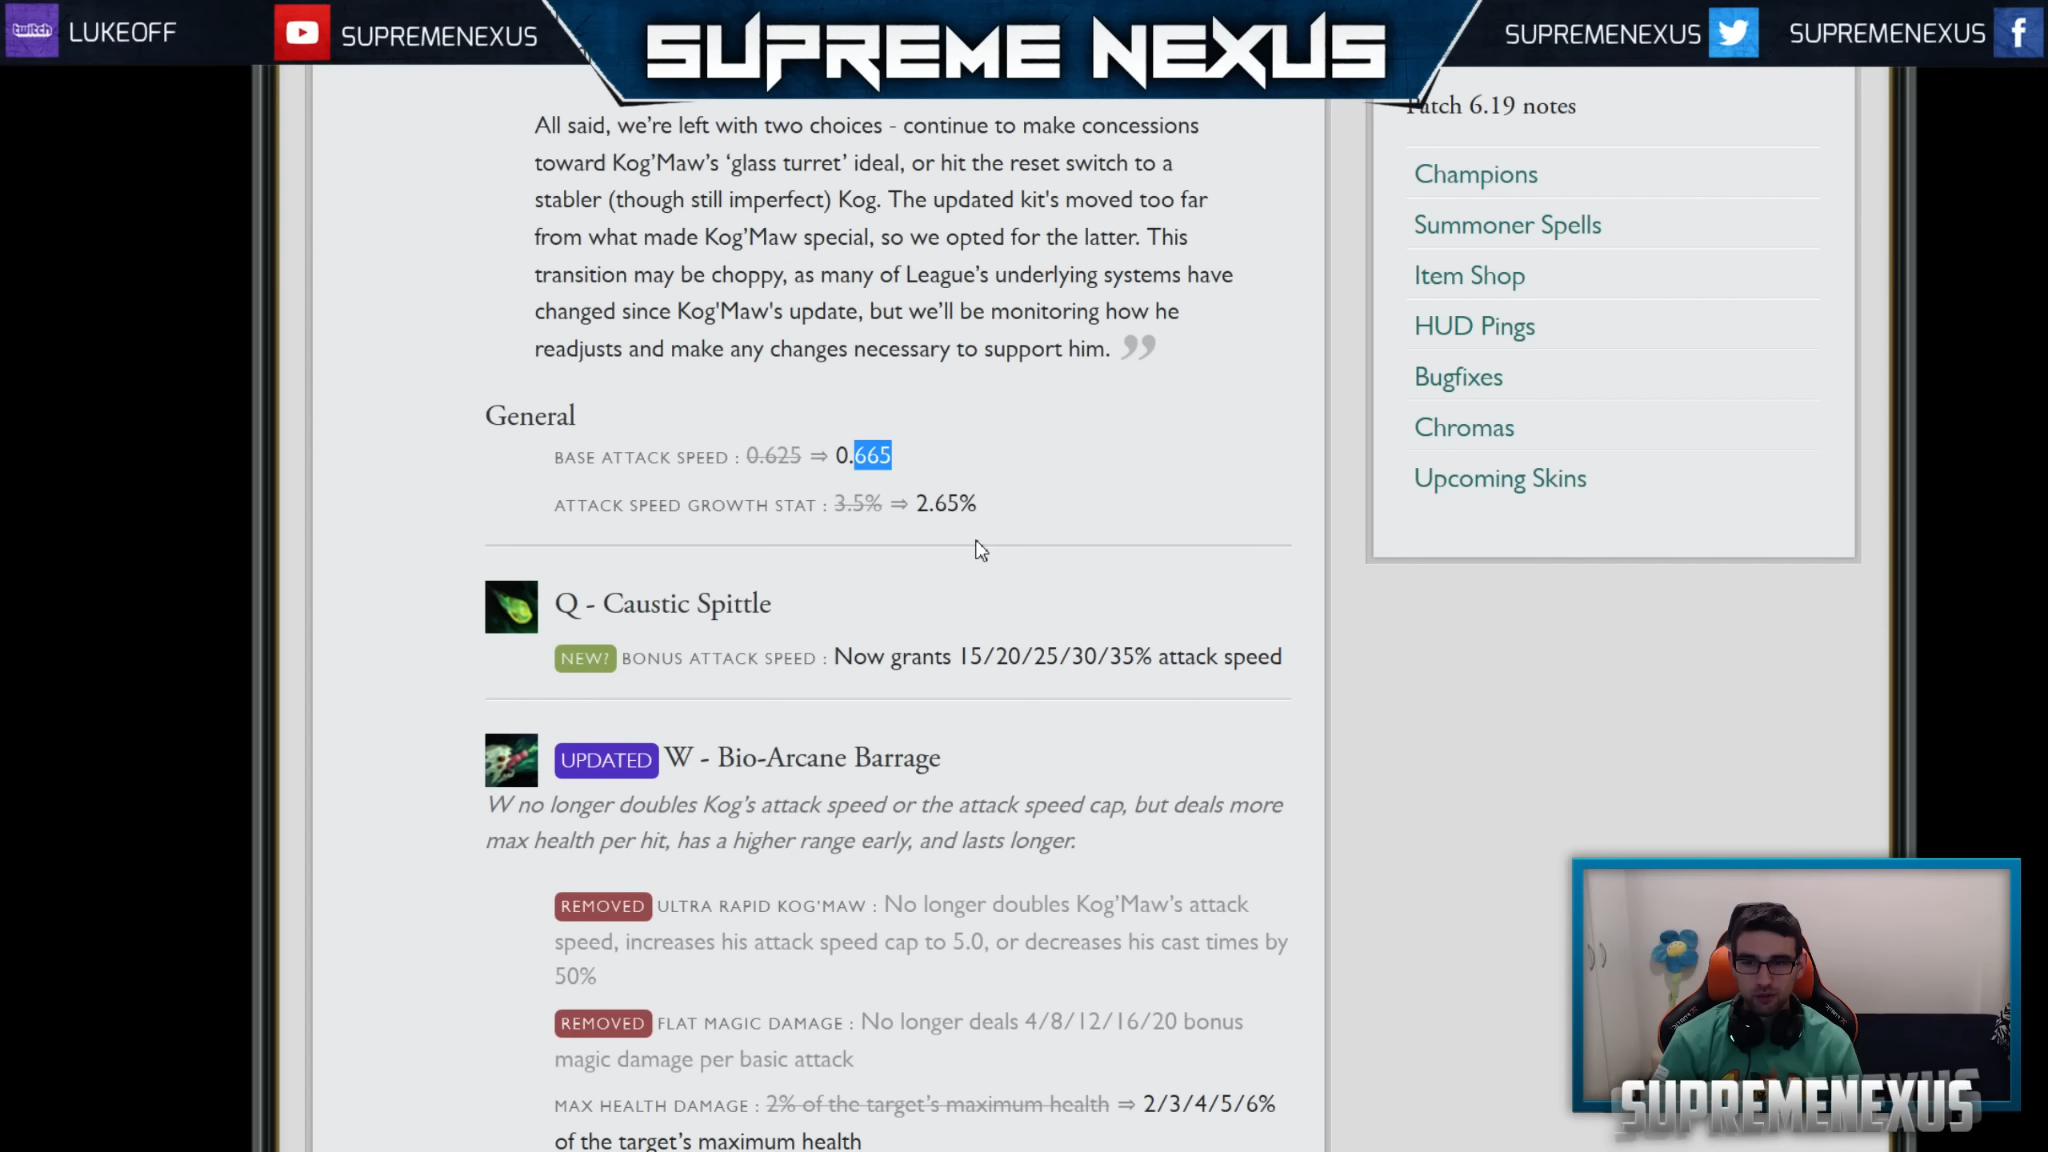 twitch LUKEOFF
SUPREMENEXUS
SUPREME NEXUS
SUPREMENEXUS
SUPREMENEXUS
All said, we’re left with two choices - continue to make concessions
toward Kog’Maw’s ‘glass turret’ ideal, or hit the reset switch to a
stabler (though still imperfect) Kog. The updated kit's moved too far
from what made Kog’Maw special, so we opted for the latter. This
transition may be choppy, as many of League’s underlying systems have
changed since Kog'Maw's update, but we’ll be monitoring how he
readjusts and make any changes necessary to support him. ”
General
BASE ATTACK SPEED : 0.625 ⇒ 0.665
ATTACK SPEED GROWTH STAT : 3.5% ⇒ 2.65%
Q - Caustic Spittle
NEW? BONUS ATTACK SPEED : Now grants 15/20/25/30/35% attack speed
UPDATED W - Bio-Arcane Barrage
W no longer doubles Kog’s attack speed or the attack speed cap, but deals more
max health per hit, has a higher range early, and lasts longer.
REMOVED ULTRA RAPID KOG'MAW : No longer doubles Kog’Maw’s attack
speed, increases his attack speed cap to 5.0, or decreases his cast times by
50%
REMOVED FLAT MAGIC DAMAGE : No longer deals 4/8/12/16/20 bonus
magic damage per basic attack
MAX HEALTH DAMAGE : 2% of the target’s maximum health ⇒ 2/3/4/5/6%
of the target’s maximum health
Patch 6.19 notes
Champions
Summoner Spells
Item Shop
HUD Pings
Bugfixes
Chromas
Upcoming Skins
SUPREMENEXUS